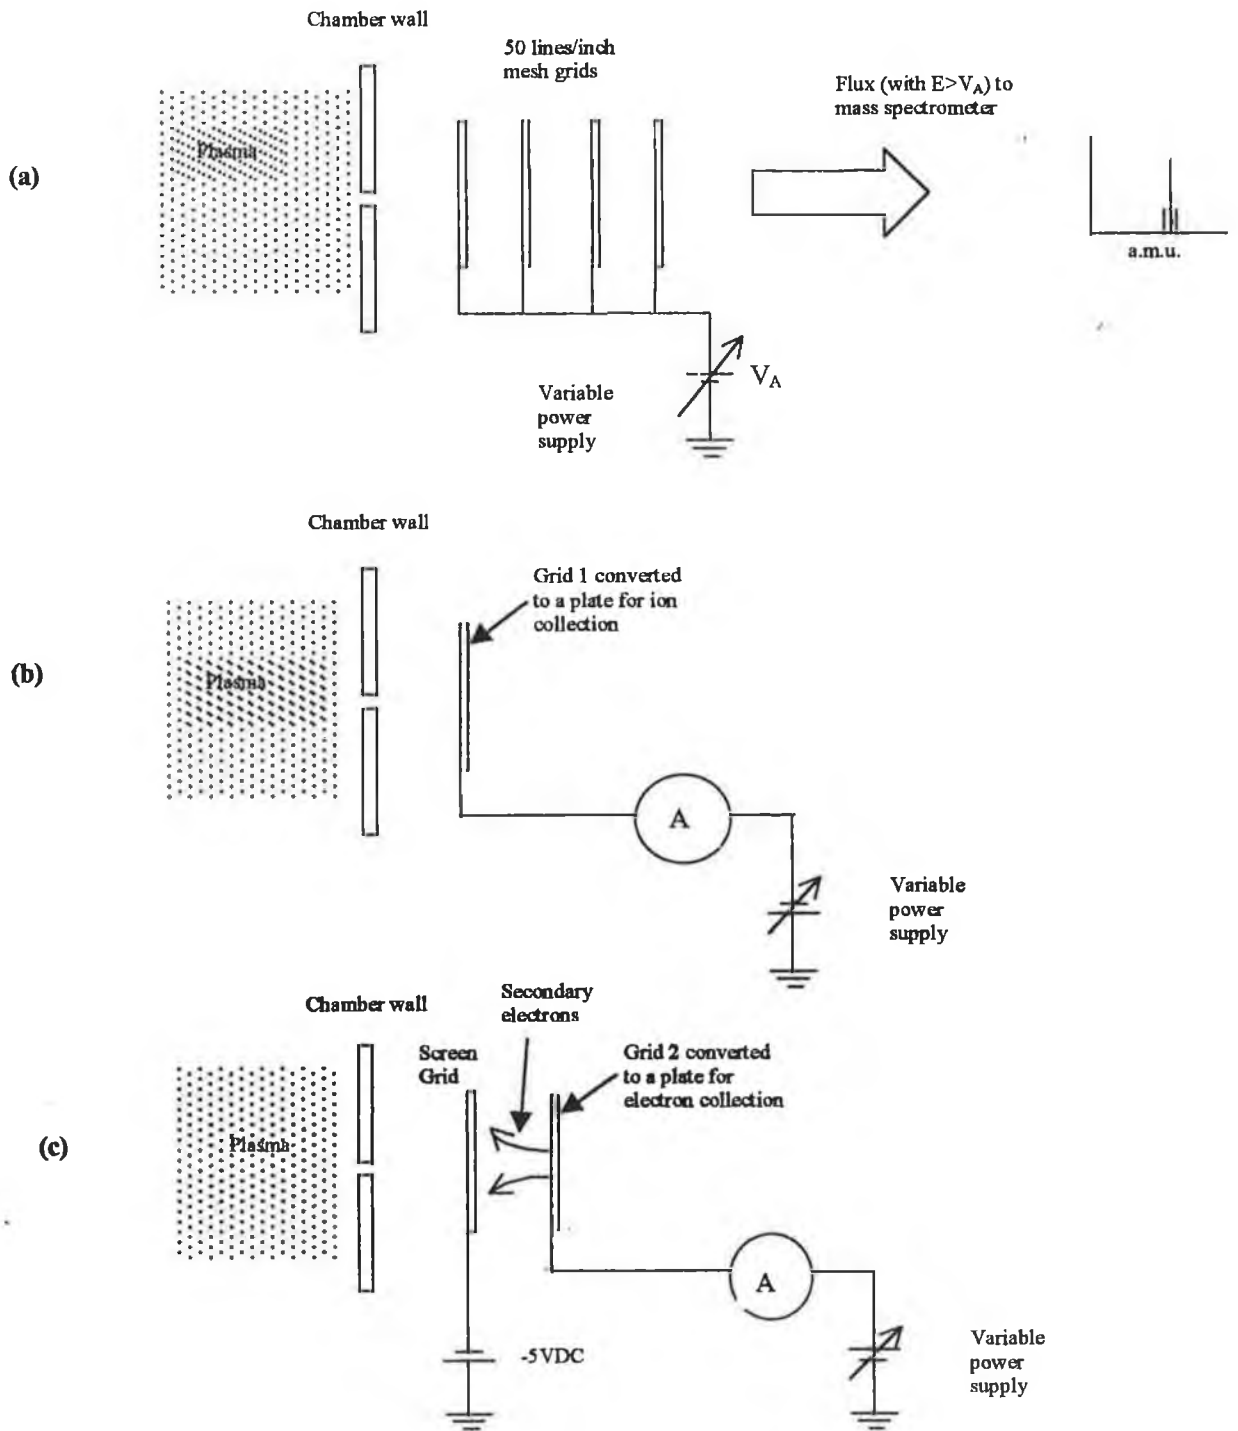 Chamber wall
50 lines/inch
mesh grids
Flux (with E>V_A) to
mass spectrometer
(a)
Plasma
a.m.u.
V_A
Variable
power
supply
Chamber wall
Grid 1 converted
to a plate for ion
collection
(b)
Plasma
A
Variable
power
supply
Chamber wall
Secondary
electrons
Screen
Grid
Grid 2 converted
to a plate for
electron collection
(c)
Plasma
A
-5VDC
Variable
power
supply